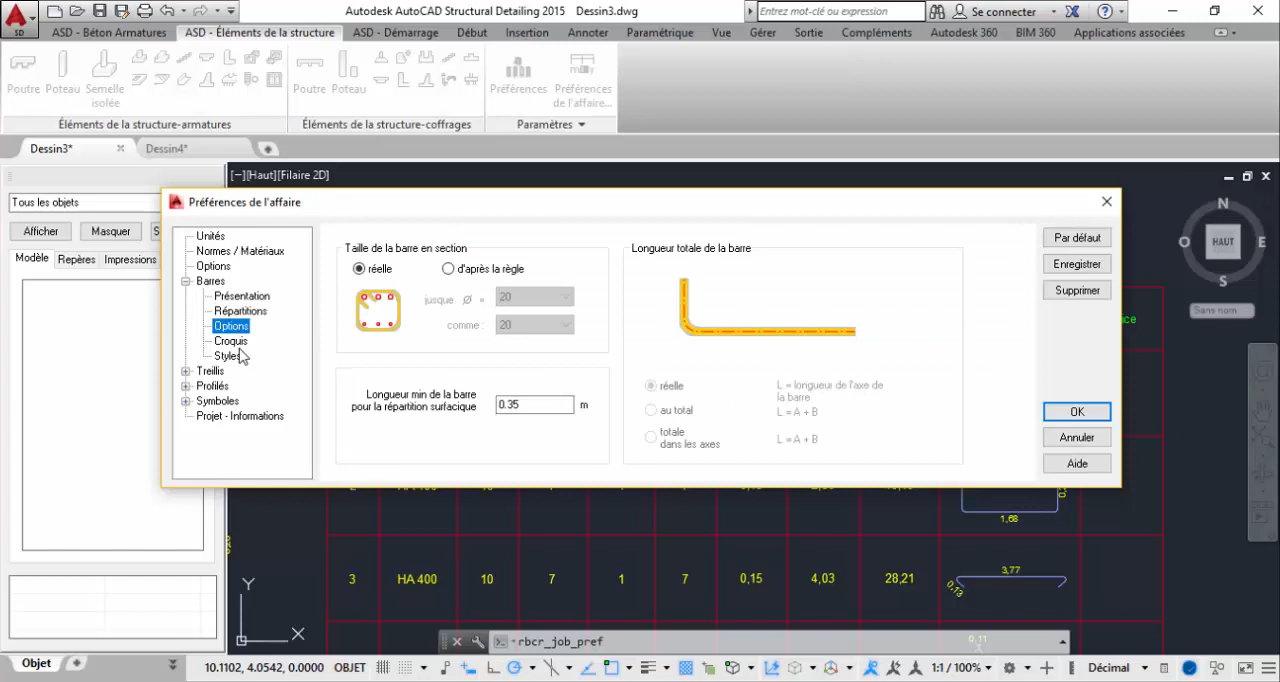 Autodesk AutoCAD Structural Detailing 2015 Dessin3.dwg
Entrez mot-clé ou expression
Se connecter
SD
ASD - Béton Armatures
ASD - Éléments de la structure
ASD - Démarrage
Début
Insertion
Annoter
Paramétrique
Vue
Gérer
Sortie
Compléments
Autodesk 360
BIM 360
Applications associées
Poutre
Poteau
Semelle
isolée
Poutre
Poteau
Préférences
Préférences
de l'affaire...
Éléments de la structure-armatures
Éléments de la structure-coffrages
Paramètres
Dessin3*
Dessin4*
[−][Haut][Filaire 2D]
Tous les objets
Afficher
Masquer
S
Modèle
Repères
Impressions
Préférences de l'affaire
Unités
Normes / Matériaux
Options
Barres
Présentation
Répartitions
Options
Croquis
Styles
Treillis
Profilés
Symboles
Projet - Informations
Taille de la barre en section
réelle
d'après la règle
jusque Ø = 20
comme : 20
Longueur min de la barre
pour la répartition surfacique
0.35 m
Longueur totale de la barre
réelle
L = longueur de l'axe de
la barre
au total
L = A + B
totale
dans les axes
L = A + B
Par défaut
Enregistrer
Supprimer
OK
Annuler
Aide
N
O
HAUT
E
S
Sans nom
ce
1,68
3 HA 400 10 7 1 7 0,15 4,03 28,21
3,77
0.13
0,11
Y
X
rbcr_job_pref
Objet
10.1102, 4.0542, 0.0000 OBJET
1:1 / 100%
Décimal